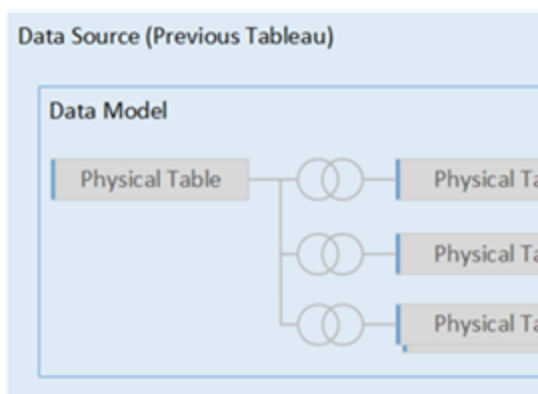 Data Source (Previous Tableau)
Data Model
Physical Table
Physical Ta
Physical Ta
Physical Ta